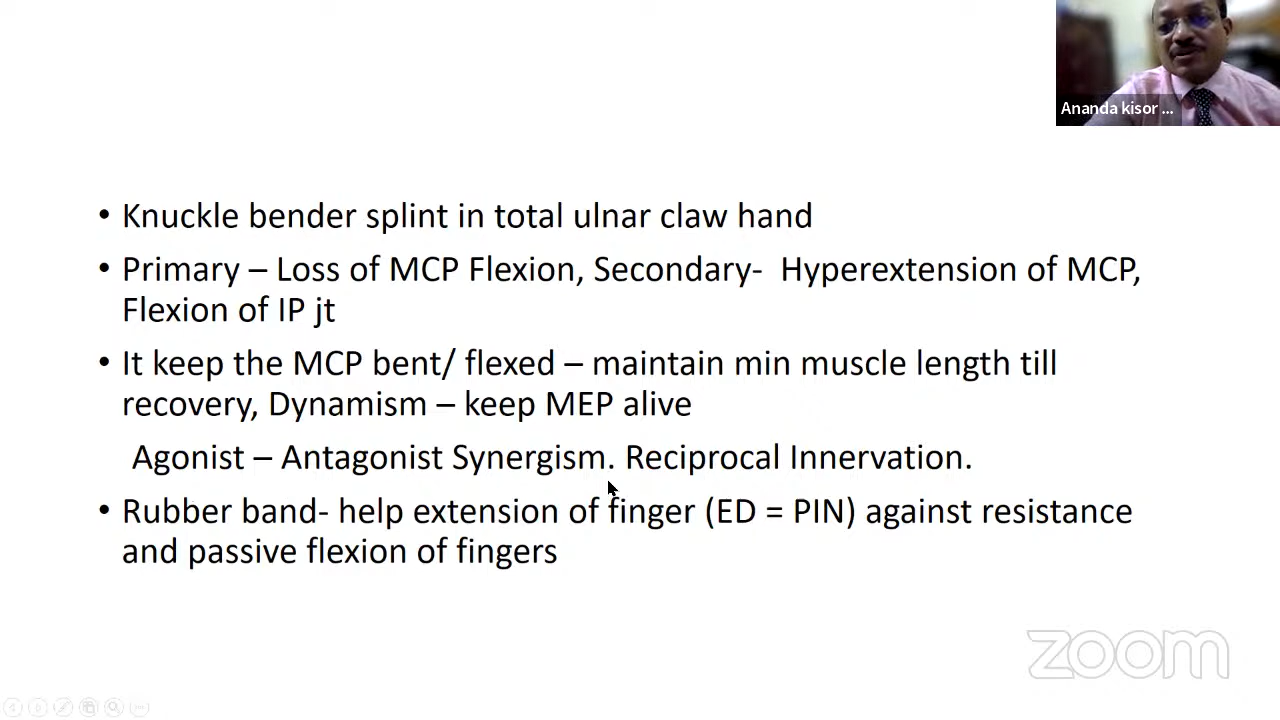 Ananda kisor ...
• Knuckle bender splint in total ulnar claw hand
• Primary – Loss of MCP Flexion, Secondary-  Hyperextension of MCP,
Flexion of IP jt
• It keep the MCP bent/ flexed – maintain min muscle length till
recovery, Dynamism – keep MEP alive
Agonist – Antagonist Synergism. Reciprocal Innervation.
• Rubber band- help extension of finger (ED = PIN) against resistance
and passive flexion of fingers
zoom